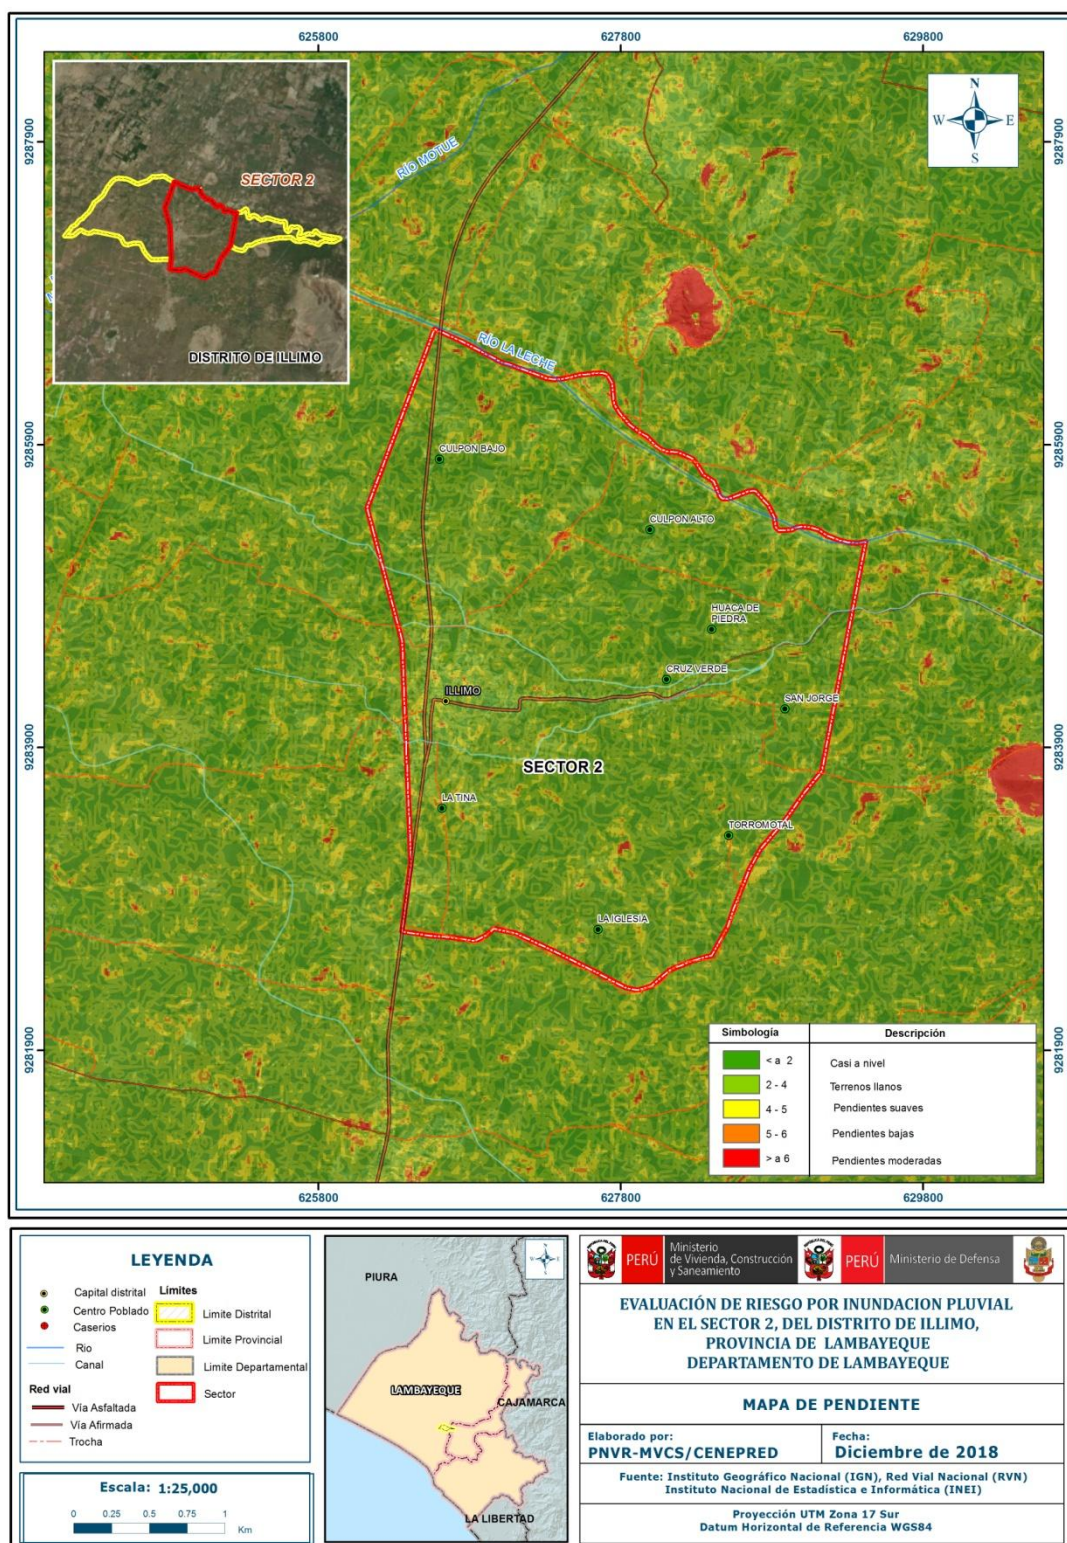 625800
627800
629800
9287900
9285900
9283900
9281900
9287900
9285900
9283900
9281900
625800
627800
629800
SECTOR 2
DISTRITO DE ILLIMO
N
W
E
S
RÍO MOTUE
RÍO LA LECHE
CULPON BAJO
CULPON ALTO
HUACA DE
PIEDRA
CRUZ VERDE
ILLIMO
SAN JORGE
SECTOR 2
LA TINA
TORROMOTAL
LA IGLESIA
Simbología
Descripción
< a 2
Casi a nivel
2 - 4
Terrenos llanos
4 - 5
Pendientes suaves
5 - 6
Pendientes bajas
> a 6
Pendientes moderadas
LEYENDA
Capital distrital
Centro Poblado
Caserios
Rio
Canal
Red vial
Vía Asfaltada
Vía Afirmada
Trocha
Límites
Limite Distrital
Limite Provincial
Limite Departamental
Sector
Escala: 1:25,000
0 0.25 0.5 0.75 1
Km
PIURA
LAMBAYEQUE
CAJAMARCA
LA LIBERTAD
PERÚ
Ministerio
de Vivienda, Construcción
y Saneamiento
PERÚ
Ministerio de Defensa
EVALUACIÓN DE RIESGO POR INUNDACION PLUVIAL
EN EL SECTOR 2, DEL DISTRITO DE ILLIMO,
PROVINCIA DE LAMBAYEQUE
DEPARTAMENTO DE LAMBAYEQUE
MAPA DE PENDIENTE
Elaborado por:
PNVR-MVCS/CENEPRED
Fecha:
Diciembre de 2018
Fuente: Instituto Geográfico Nacional (IGN), Red Vial Nacional (RVN)
Instituto Nacional de Estadística e Informática (INEI)
Proyección UTM Zona 17 Sur
Datum Horizontal de Referencia WGS84